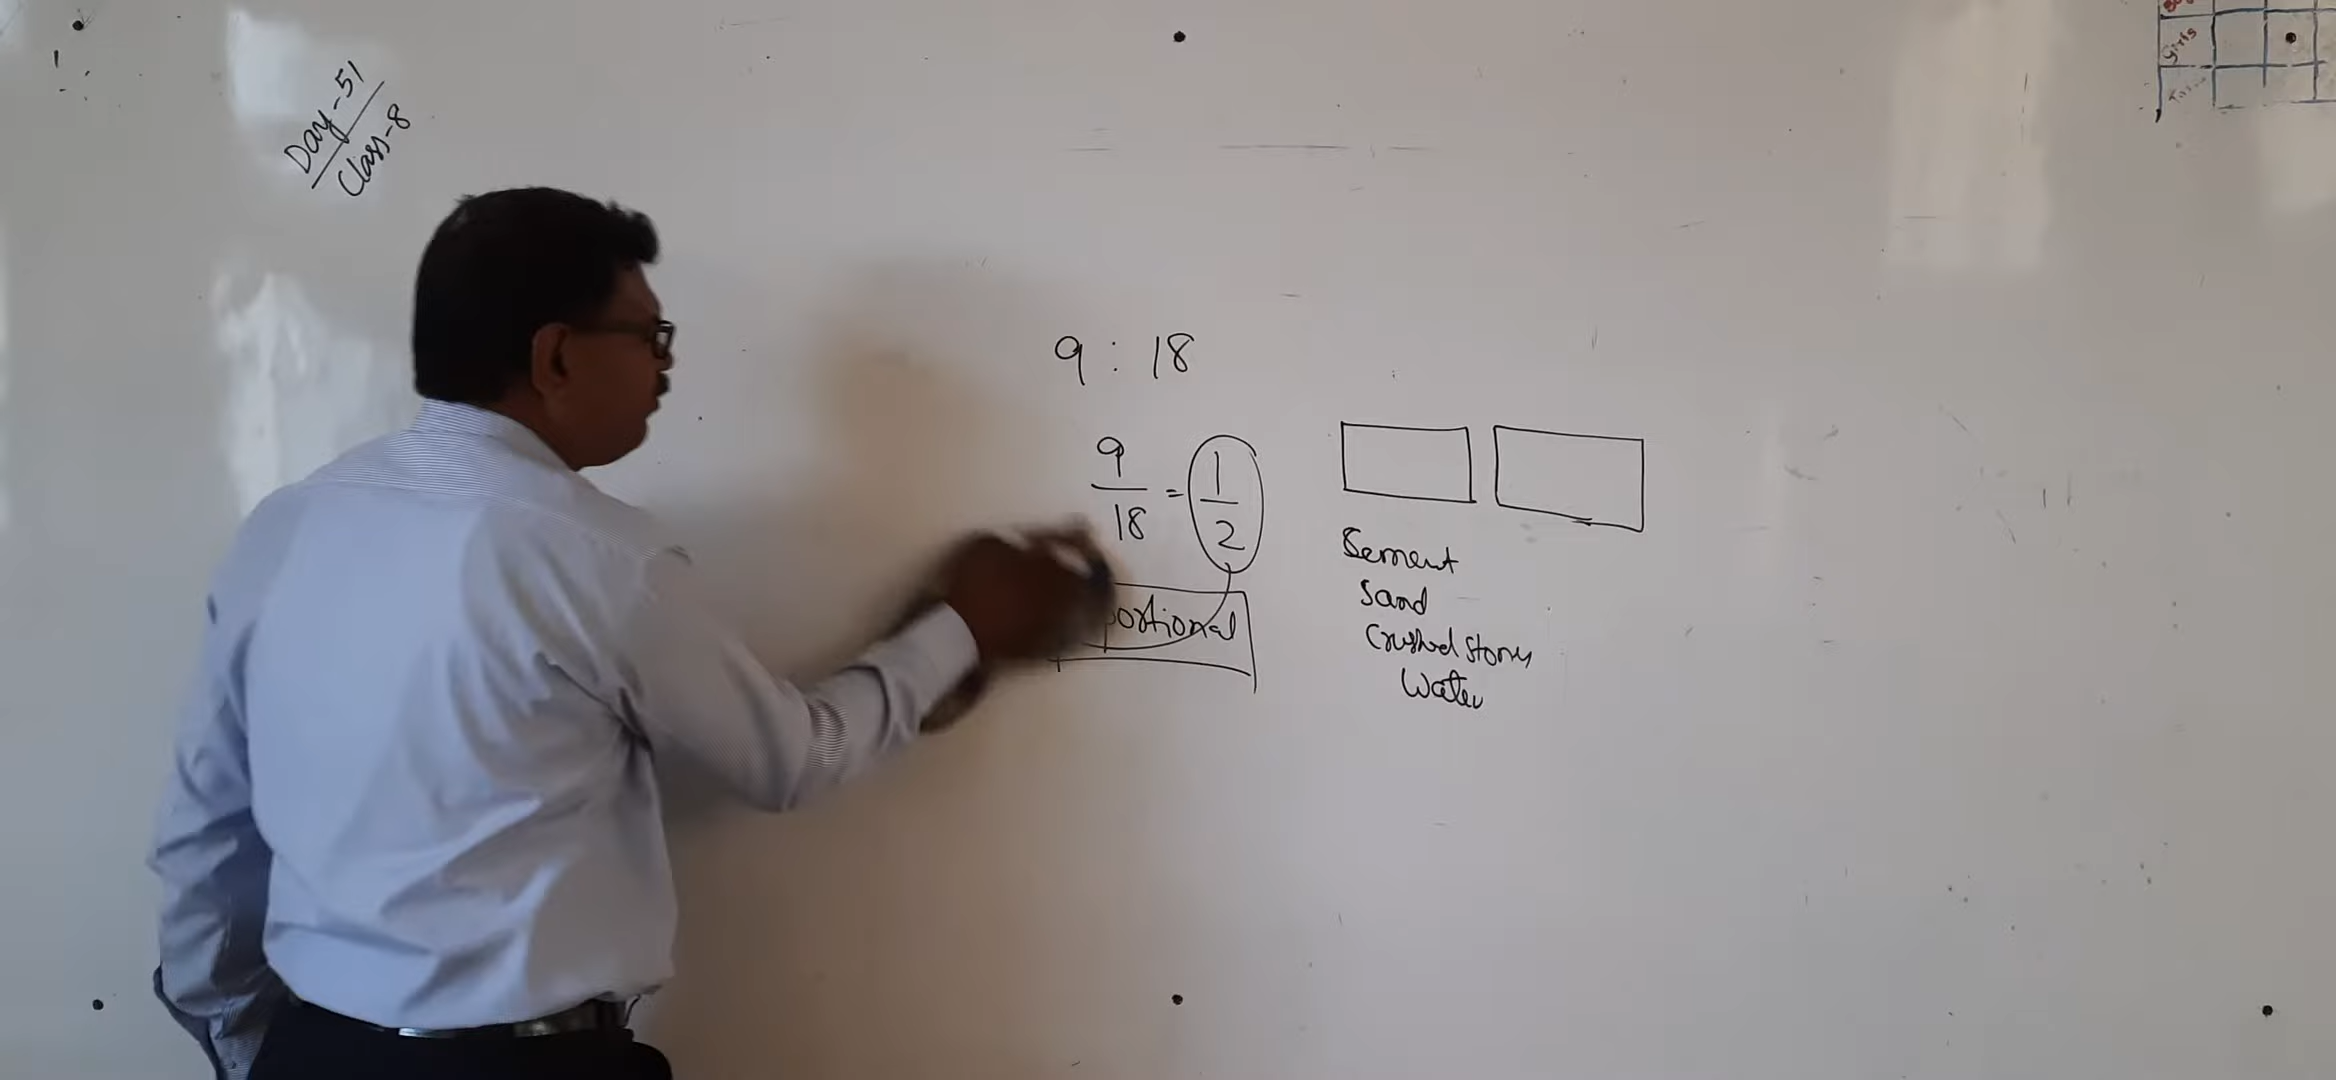 Day-51
Class-8
Girls
9 : 18
9
18
=
1
2
portional
Sement
Sand
Crushed Stony
Water